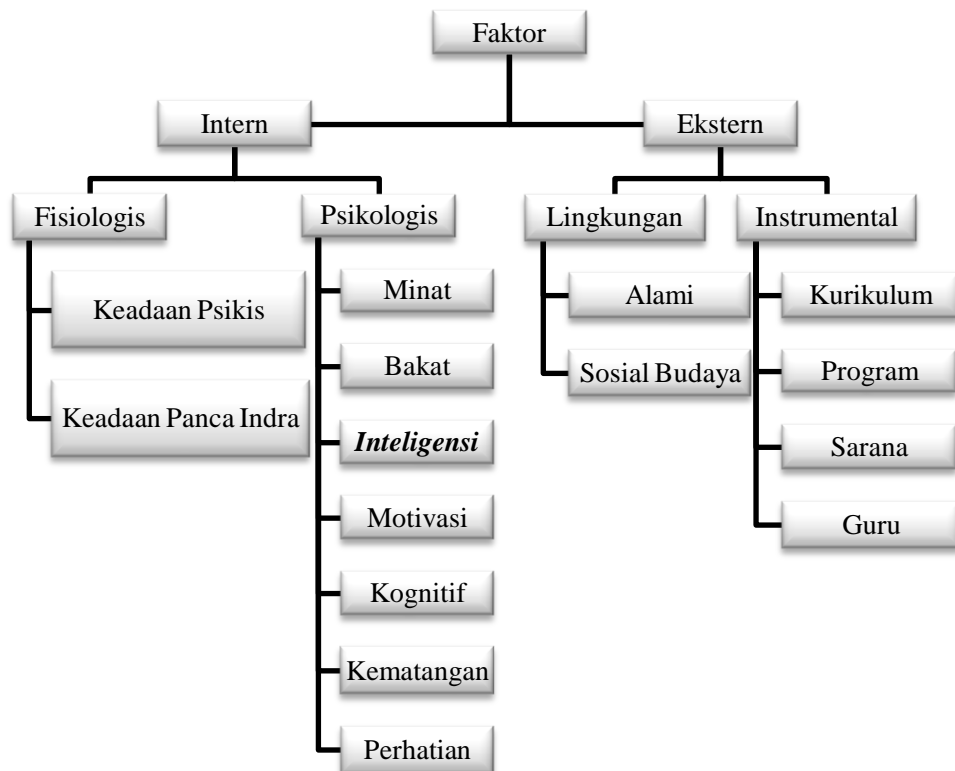 Faktor
Intern
Ekstern
Fisiologis
Psikologis
Lingkungan
Instrumental
Keadaan Psikis
Keadaan Panca Indra
Minat
Bakat
Inteligensi
Motivasi
Kognitif
Kematangan
Perhatian
Alami
Sosial Budaya
Kurikulum
Program
Sarana
Guru